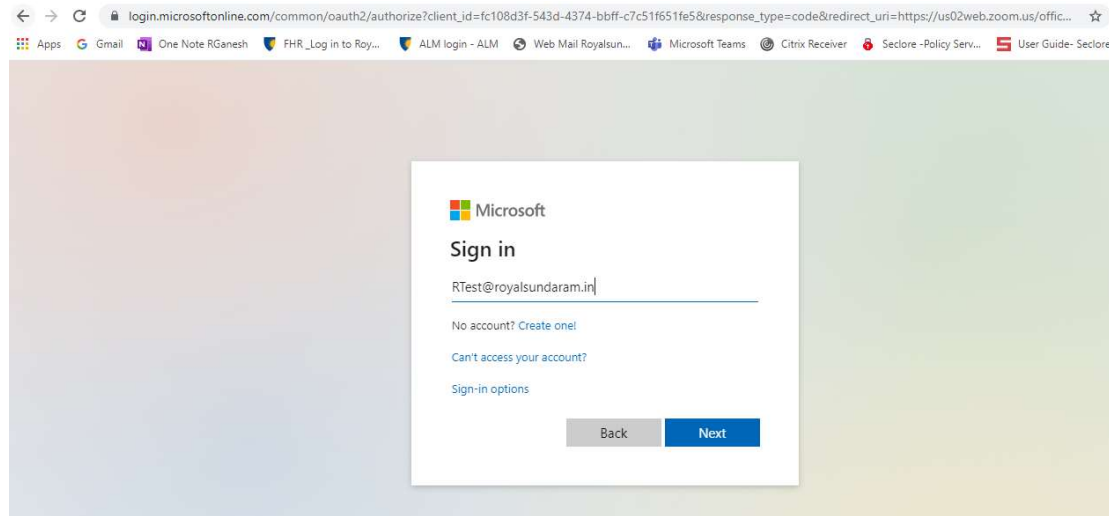 login.microsoftonline.com/common/oauth2/authorize?client_id=fc108d3f-543d-4374-bbff-c7c51f651fe5&response_type=code&redirect_uri=https://us02web.zoom.us/offic...
Apps Gmail One Note RGanesh FHR _Log in to Roy... ALM login - ALM Web Mail Royalsun... Microsoft Teams Citrix Receiver Seclore -Policy Serv... User Guide- Seclore
Microsoft
Sign in
RTest@royalsundaram.in
No account? Create one!
Can't access your account?
Sign-in options
Back Next